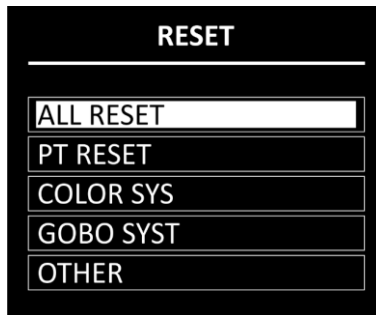 RESET
ALL RESET
PT RESET
COLOR SYS
GOBO SYST
OTHER